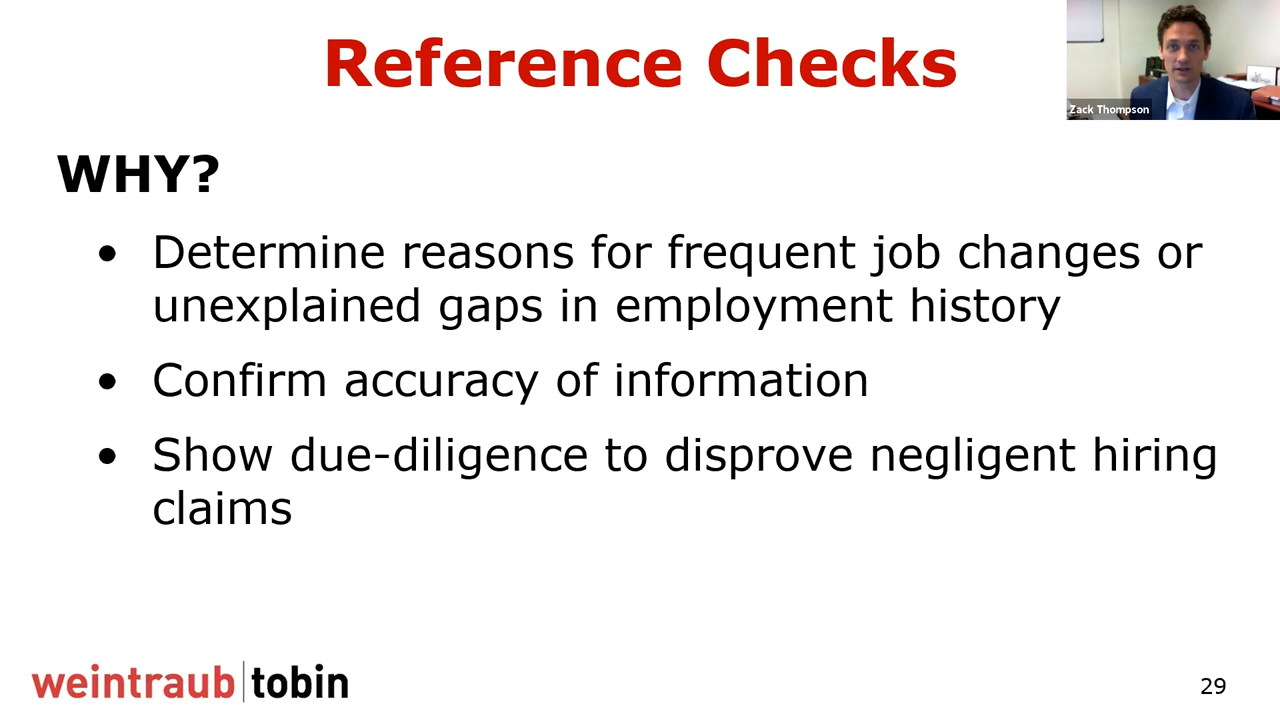 Reference Checks
Zack Thompson
WHY?
• Determine reasons for frequent job changes or
unexplained gaps in employment history
• Confirm accuracy of information
• Show due-diligence to disprove negligent hiring
claims
weintraub|tobin
29